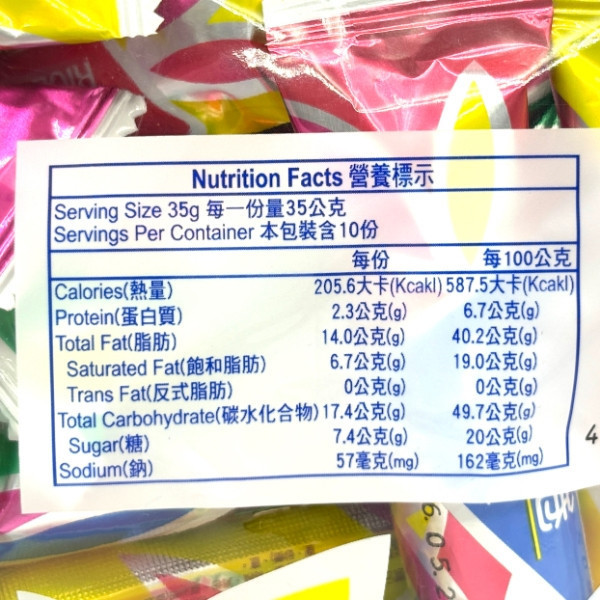 Nutrition Facts 營養標示
Serving Size 35g 每一份量35公克
Servings Per Container 本包裝含10份
每份 每100公克
Calories(熱量) 205.6大卡(Kcakl) 587.5大卡(Kcakl)
Protein(蛋白質) 2.3公克(g) 6.7公克(g)
Total Fat(脂肪) 14.0公克(g) 40.2公克(g)
Saturated Fat(飽和脂肪) 6.7公克(g) 19.0公克(g)
Trans Fat(反式脂肪) 0公克(g) 0公克(g)
Total Carbohydrate(碳水化合物) 17.4公克(g) 49.7公克(g)
Sugar(糖) 7.4公克(g) 20公克(g)
Sodium(鈉) 57毫克(mg) 162毫克(mg)
4